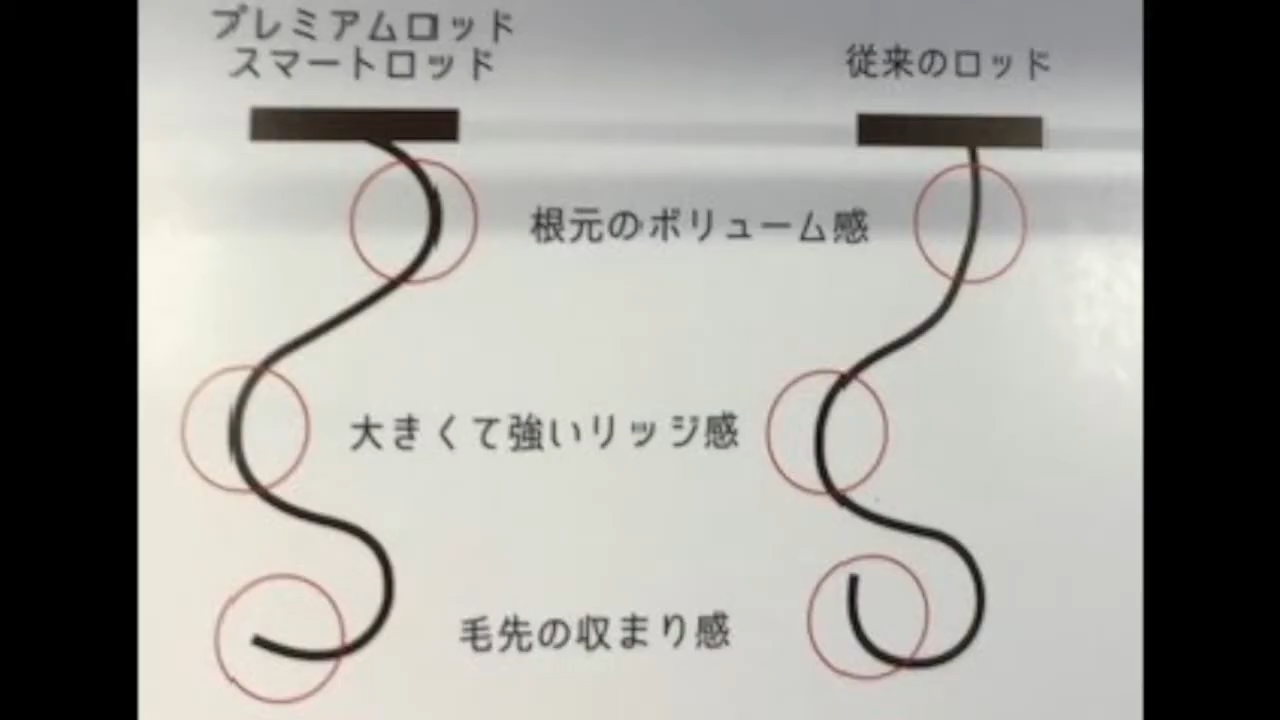 プレミアムロッド
スマートロッド
従来のロッド
根元のボリューム感
大きくて強いリッジ感
毛先の収まり感